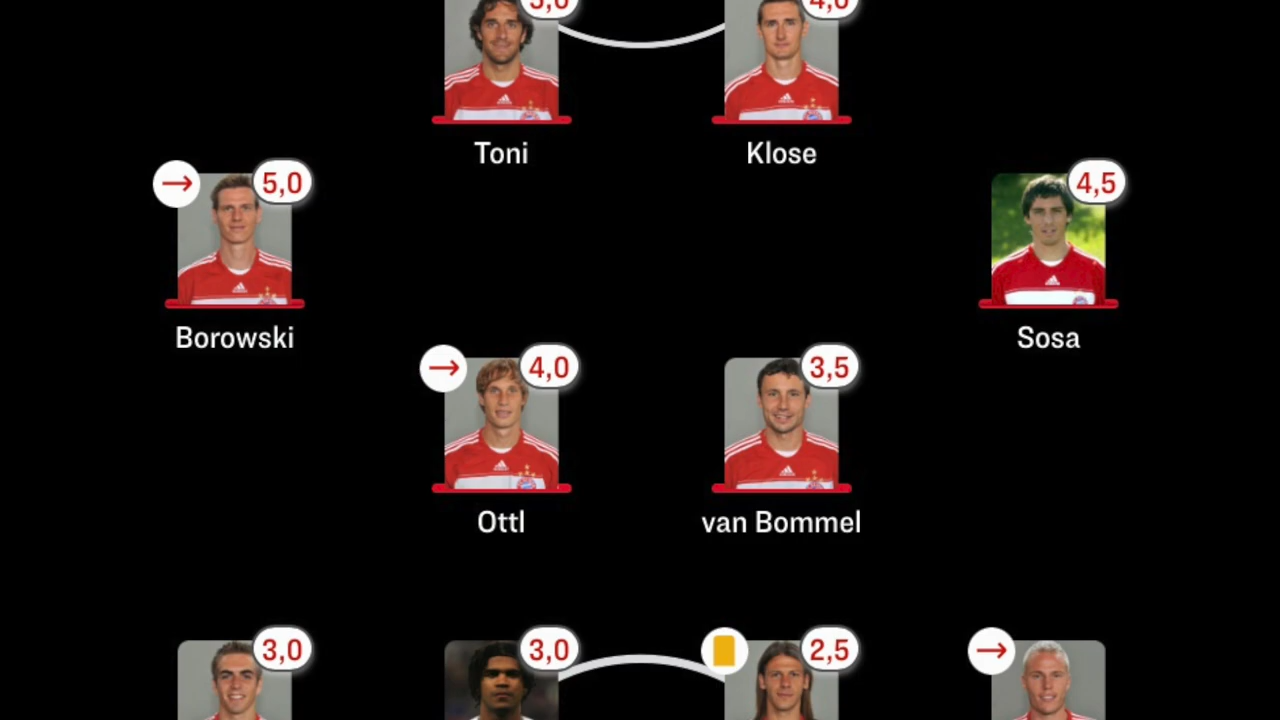 Toni
Klose
5,0
4,5
Borowski
Sosa
4,0
3,5
Ottl
van Bommel
3,0
3,0
2,5